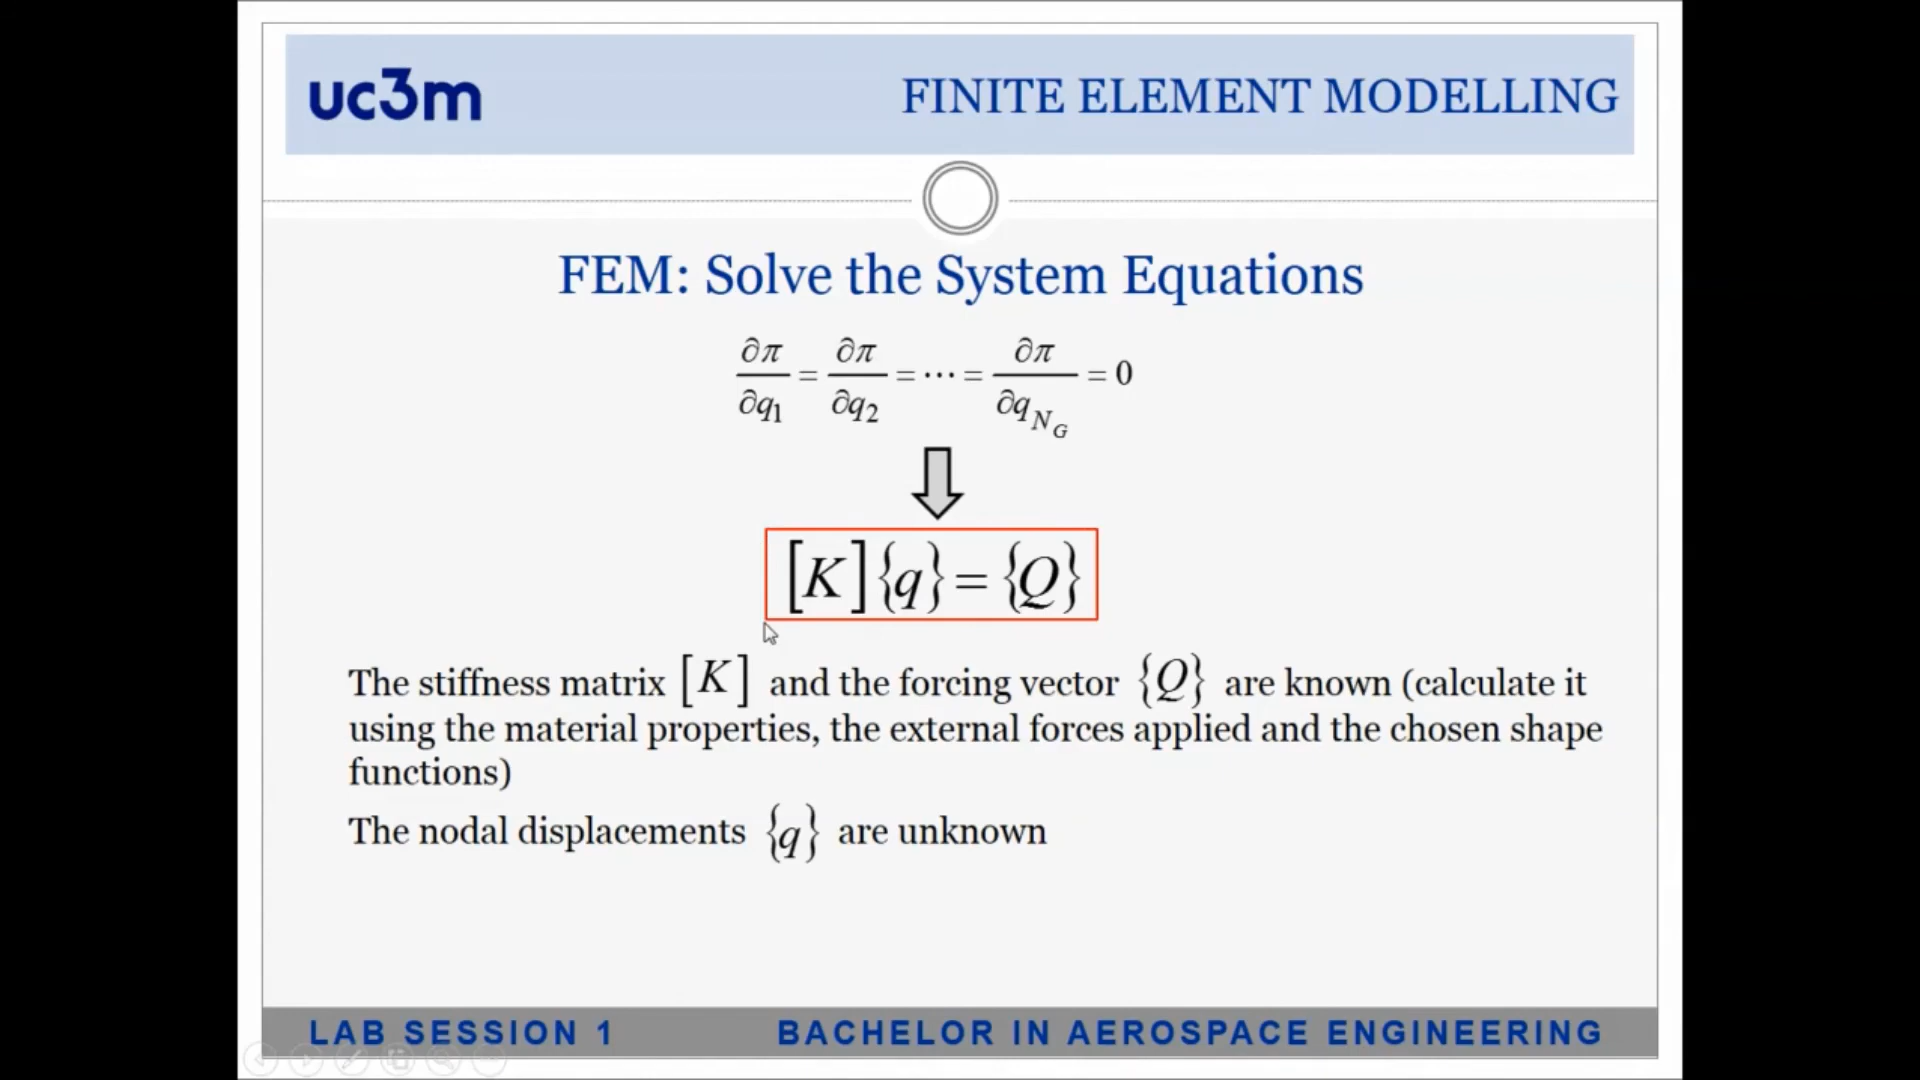 uc3m
FINITE ELEMENT MODELLING
FEM: Solve the System Equations
∂π/∂q₁ = ∂π/∂q₂ = ⋯ = ∂π/∂q_{N_G} = 0
[K]{q} = {Q}
The stiffness matrix [K] and the forcing vector {Q} are known (calculate it
using the material properties, the external forces applied and the chosen shape
functions)
The nodal displacements {q} are unknown
LAB SESSION 1
BACHELOR IN AEROSPACE ENGINEERING